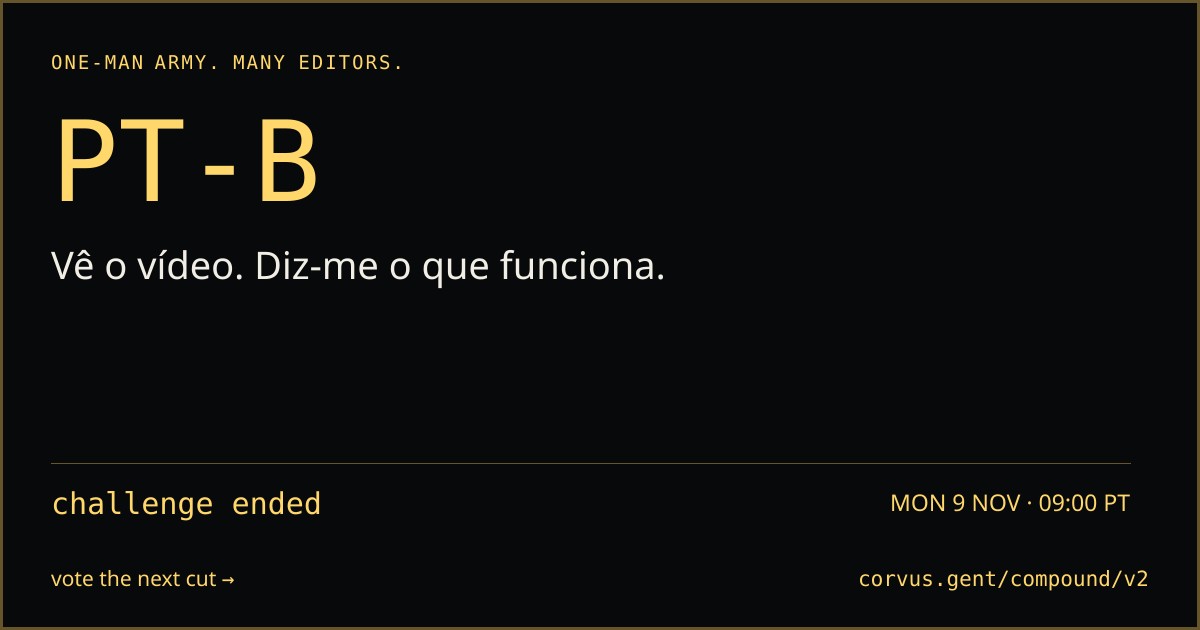 ONE-MAN ARMY. MANY EDITORS.
PT-B
Vê o vídeo. Diz-me o que funciona.
challenge ended
MON 9 NOV · 09:00 PT
vote the next cut →
corvus.gent/compound/v2